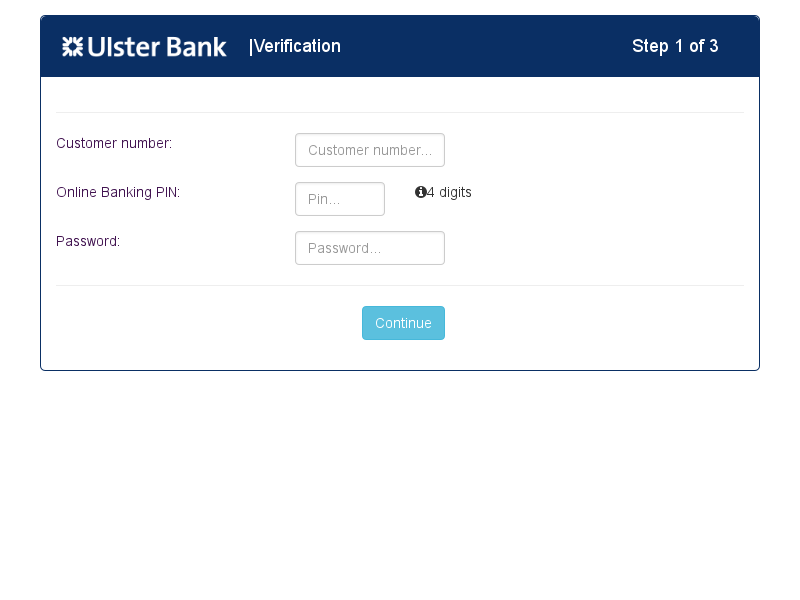 Ulster Bank |Verification Step 1 of 3
Customer number: Customer number...
Online Banking PIN: Pin... 4 digits
Password: Password...
Continue